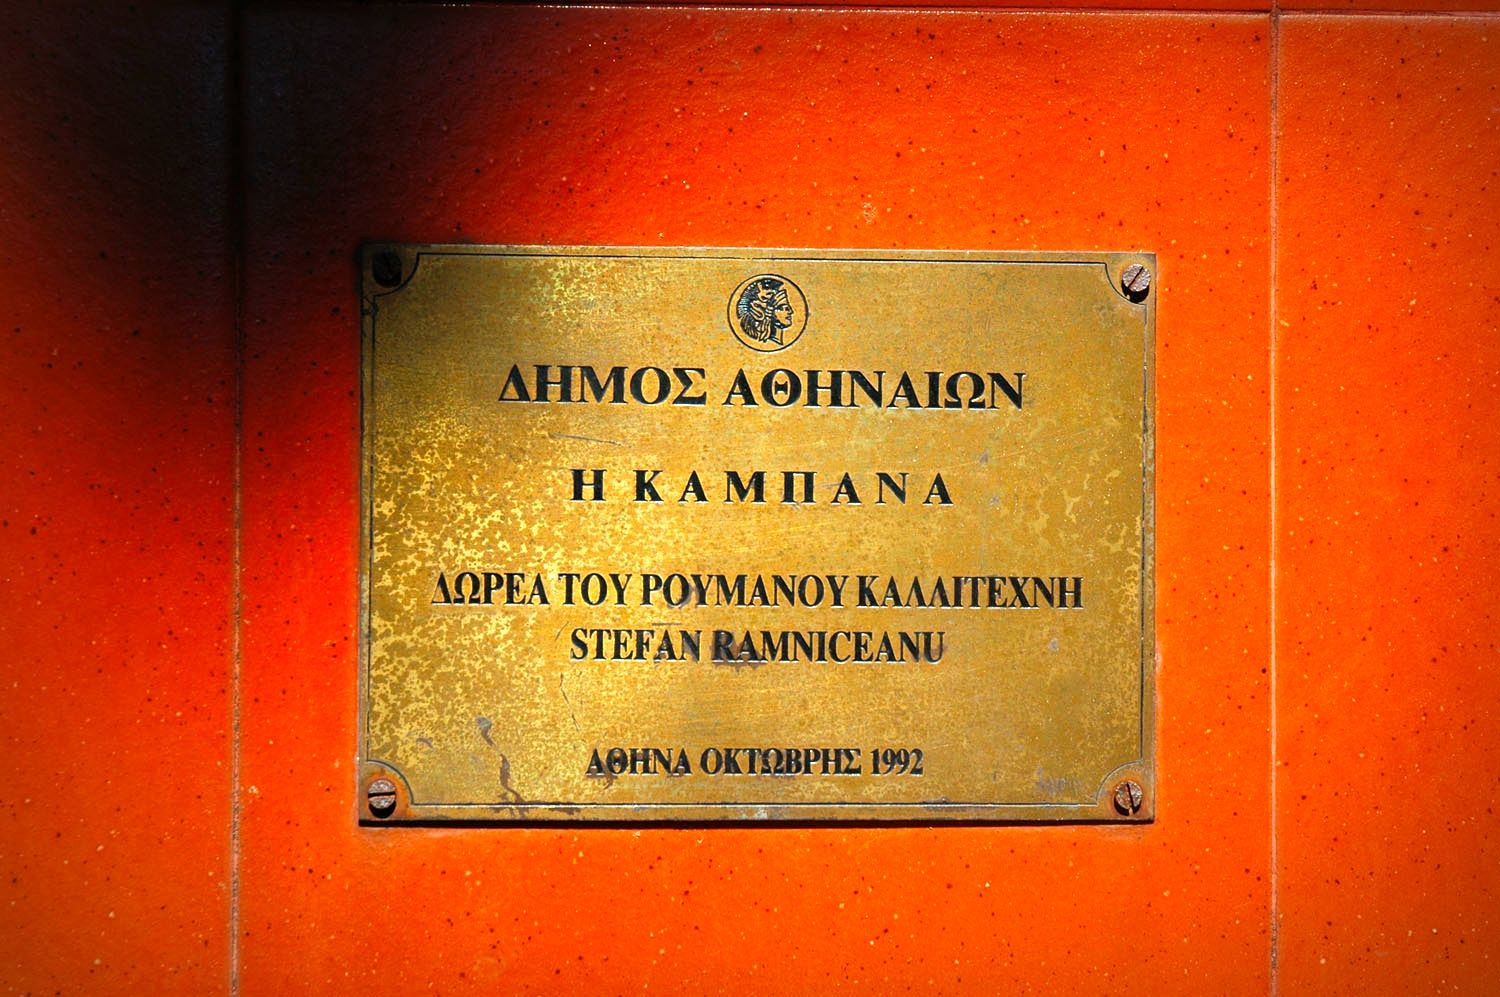 ΔΗΜΟΣ ΑΘΗΝΑΙΩΝ
Η ΚΑΜΠΑΝΑ
ΔΩΡΕΑ ΤΟΥ ΡΟΥΜΑΝΟΥ ΚΑΛΛΙΤΕΧΝΗ
STEFAN RAMNICEANU
ΑΘΗΝΑ ΟΚΤΩΒΡΗΣ 1992